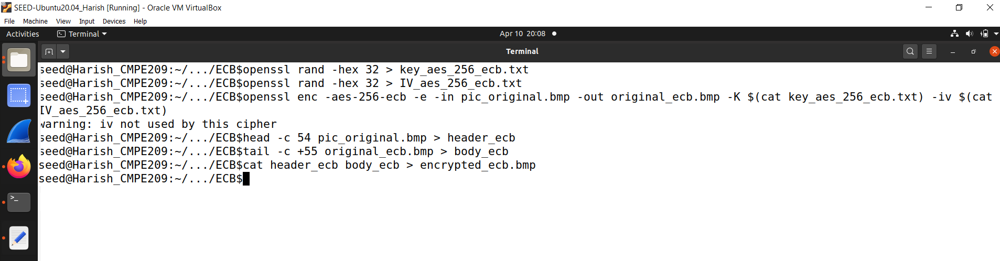 SEED-Ubuntu20.04_Harish [Running] - Oracle VM VirtualBox
File Machine View Input Devices Help
Activities Terminal Apr 10 20:08
Terminal
seed@Harish_CMPE209:~/.../ECB$openssl rand -hex 32 > key_aes_256_ecb.txt
seed@Harish_CMPE209:~/.../ECB$openssl rand -hex 32 > IV_aes_256_ecb.txt
seed@Harish_CMPE209:~/.../ECB$openssl enc -aes-256-ecb -e -in pic_original.bmp -out original_ecb.bmp -K $(cat key_aes_256_ecb.txt) -iv $(cat
IV_aes_256_ecb.txt)
warning: iv not used by this cipher
seed@Harish_CMPE209:~/.../ECB$head -c 54 pic_original.bmp > header_ecb
seed@Harish_CMPE209:~/.../ECB$tail -c +55 original_ecb.bmp > body_ecb
seed@Harish_CMPE209:~/.../ECB$cat header_ecb body_ecb > encrypted_ecb.bmp
seed@Harish_CMPE209:~/.../ECB$